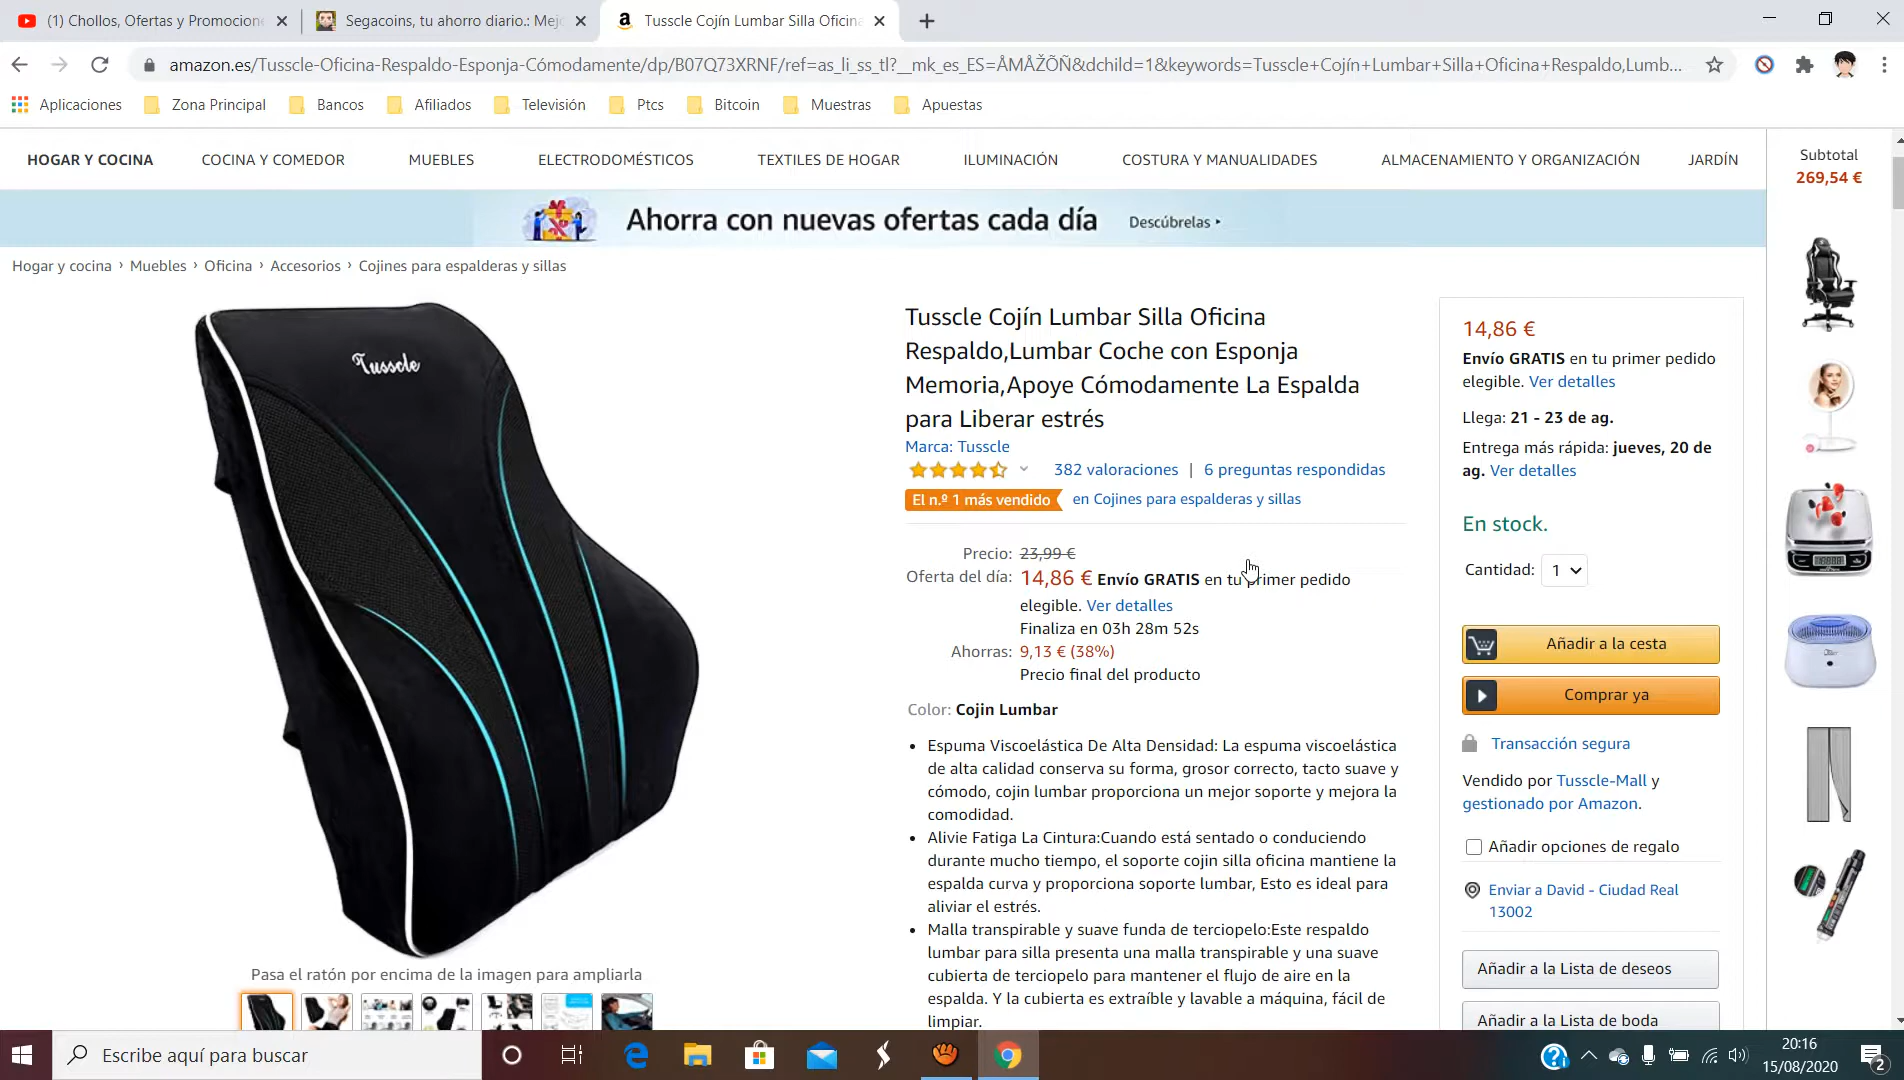 (1) Chollos, Ofertas y Promocione
Segacoins, tu ahorro diario.: Mejo
Tusscle Cojín Lumbar Silla Oficina
amazon.es/Tusscle-Oficina-Respaldo-Esponja-Cómodamente/dp/B07Q73XRNF/ref=as_li_ss_tl?__mk_es_ES=ÅMÅŽÕÑ&dchild=1&keywords=Tusscle+Cojín+Lumbar+Silla+Oficina+Respaldo,Lumb...
Aplicaciones
Zona Principal
Bancos
Afiliados
Televisión
Ptcs
Bitcoin
Muestras
Apuestas
HOGAR Y COCINA
COCINA Y COMEDOR
MUEBLES
ELECTRODOMÉSTICOS
TEXTILES DE HOGAR
ILUMINACIÓN
COSTURA Y MANUALIDADES
ALMACENAMIENTO Y ORGANIZACIÓN
JARDÍN
Subtotal
269,54 €
Ahorra con nuevas ofertas cada día
Descúbrelas ▸
Hogar y cocina › Muebles › Oficina › Accesorios › Cojines para espalderas y sillas
Tusscle
Pasa el ratón por encima de la imagen para ampliarla
Tusscle Cojín Lumbar Silla Oficina
Respaldo,Lumbar Coche con Esponja
Memoria,Apoye Cómodamente La Espalda
para Liberar estrés
Marca: Tusscle
382 valoraciones | 6 preguntas respondidas
El n.º 1 más vendido en Cojines para espalderas y sillas
Precio: 23,99 €
Oferta del día: 14,86 € Envío GRATIS en tu primer pedido
elegible. Ver detalles
Finaliza en 03h 28m 52s
Ahorras: 9,13 € (38%)
Precio final del producto
Color: Cojin Lumbar
• Espuma Viscoelástica De Alta Densidad: La espuma viscoelástica
de alta calidad conserva su forma, grosor correcto, tacto suave y
cómodo, cojin lumbar proporciona un mejor soporte y mejora la
comodidad.
• Alivie Fatiga La Cintura:Cuando está sentado o conduciendo
durante mucho tiempo, el soporte cojin silla oficina mantiene la
espalda curva y proporciona soporte lumbar, Esto es ideal para
aliviar el estrés.
• Malla transpirable y suave funda de terciopelo:Este respaldo
lumbar para silla presenta una malla transpirable y una suave
cubierta de terciopelo para mantener el flujo de aire en la
espalda. Y la cubierta es extraíble y lavable a máquina, fácil de
limpiar.
14,86 €
Envío GRATIS en tu primer pedido
elegible. Ver detalles
Llega: 21 - 23 de ag.
Entrega más rápida: jueves, 20 de
ag. Ver detalles
En stock.
Cantidad: 1
Añadir a la cesta
Comprar ya
Transacción segura
Vendido por Tusscle-Mall y
gestionado por Amazon.
Añadir opciones de regalo
Enviar a David - Ciudad Real
13002
Añadir a la Lista de deseos
Añadir a la Lista de boda
Escribe aquí para buscar
20:16
15/08/2020
2